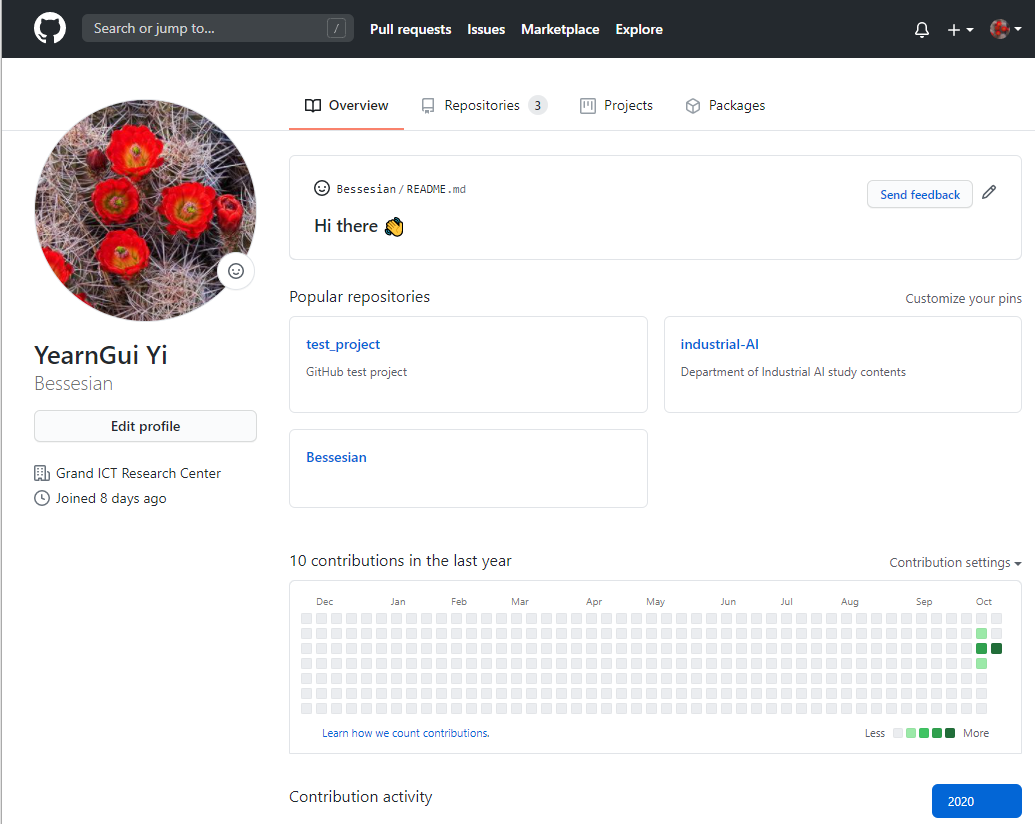 Search or jump to... /
Pull requests Issues Marketplace Explore
Overview Repositories 3 Projects Packages
Bessesian/README.md
Send feedback
Hi there 👋
YearnGui Yi
Bessesian
Edit profile
Grand ICT Research Center
Joined 8 days ago
Popular repositories
Customize your pins
test_project
GitHub test project
industrial-AI
Department of Industrial AI study contents
Bessesian
10 contributions in the last year
Contribution settings
Dec Jan Feb Mar Apr May Jun Jul Aug Sep Oct
Learn how we count contributions.
Less More
Contribution activity
2020